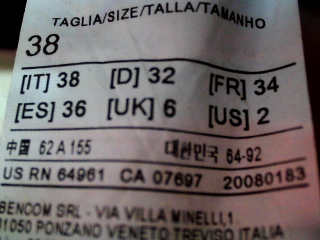 TAGLIA/SIZE/TALLA/TAMANHO
38
[IT] 38 [D] 32 [FR] 34
[ES] 36 [UK] 6 [US] 2
中国 62 A 155 대한민국 64-92
US RN 64961 CA 07697 20080183
BENCOM SRL - VIA VILLA MINELLI,1
31050 PONZANO VENETO TREVISO ITALIA